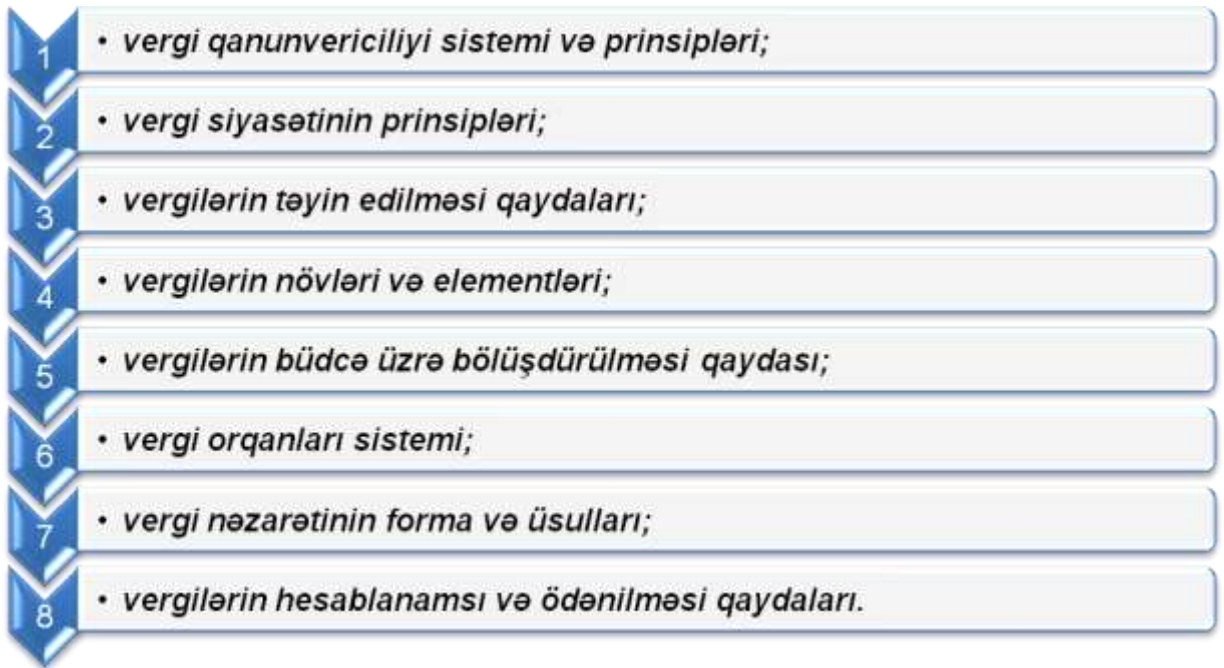 1 • vergi qanunvericiliyi sistemi və prinsipləri;
2 • vergi siyasətinin prinsipləri;
3 • vergilərin təyin edilməsi qaydaları;
4 • vergilərin növləri və elementləri;
5 • vergilərin büdcə üzrə bölüşdürülməsi qaydası;
6 • vergi orqanları sistemi;
7 • vergi nəzarətinin forma və üsulları;
8 • vergilərin hesablanamsı və ödənilməsi qaydaları.